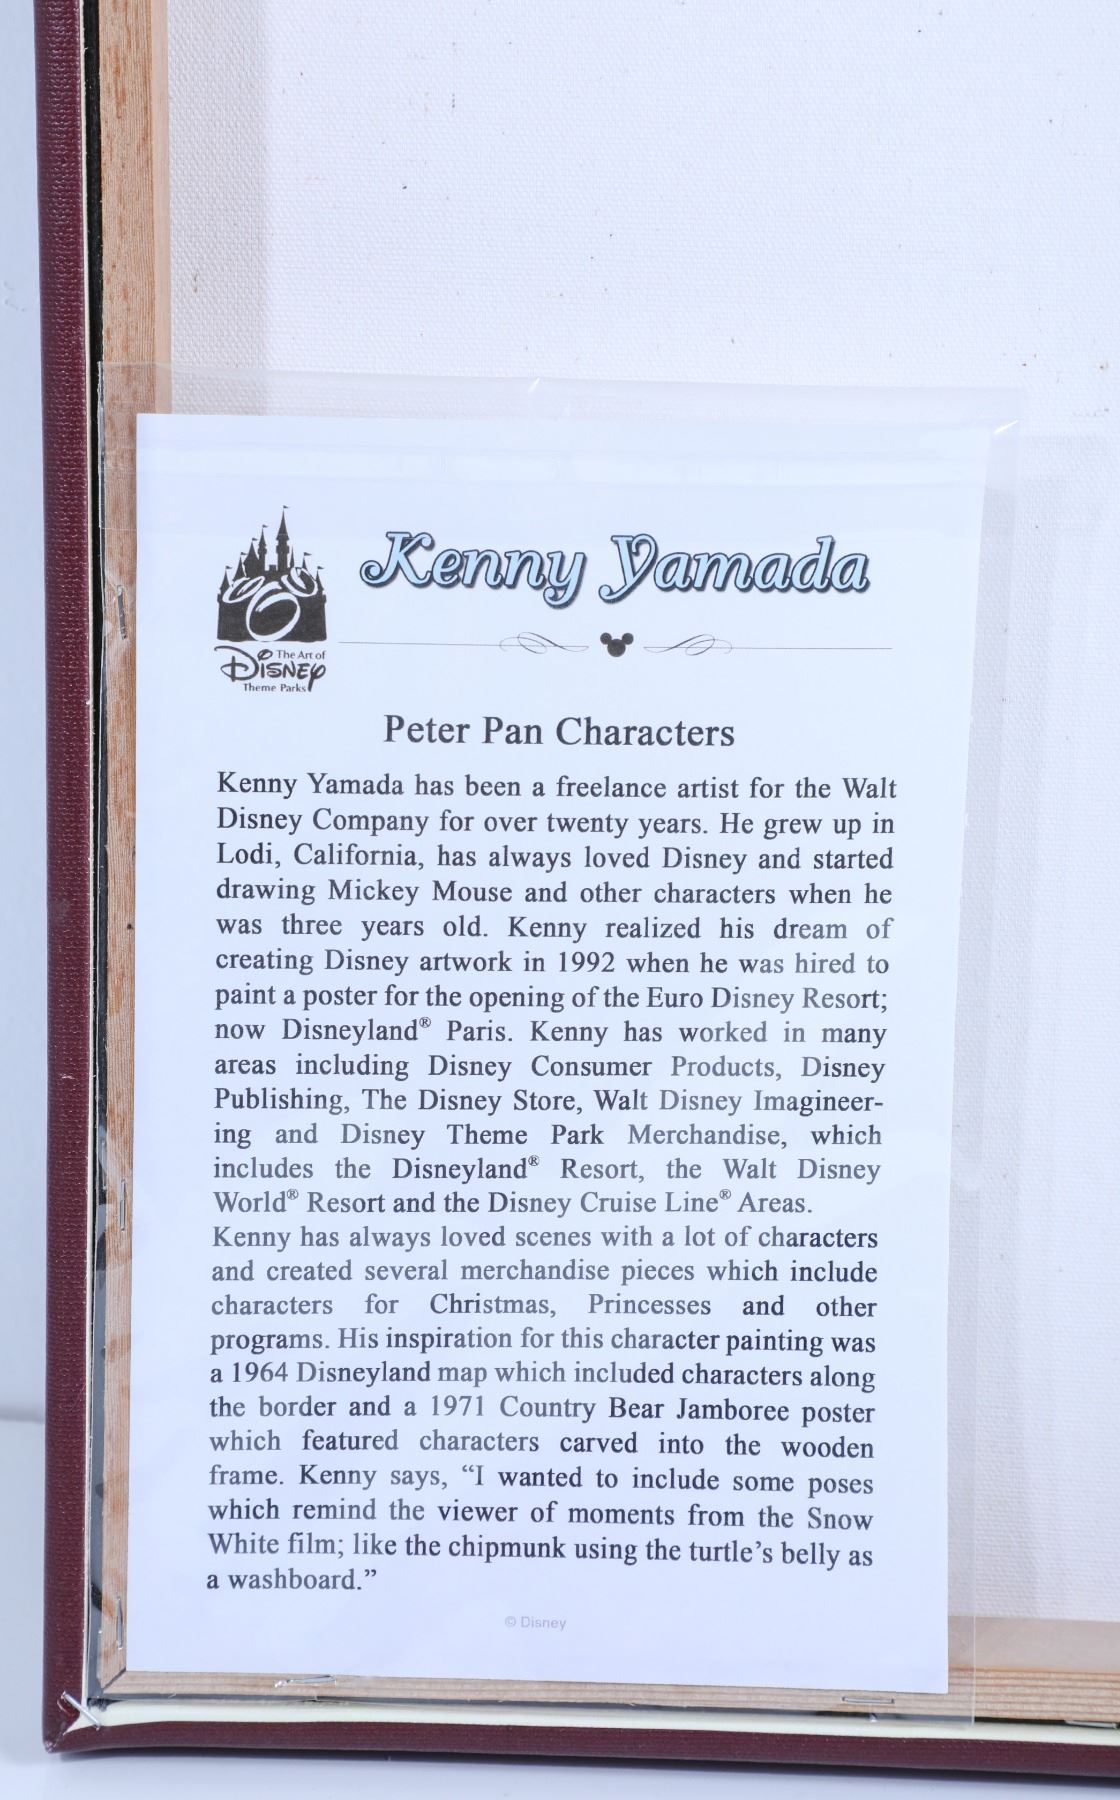 Kenny Yamada
The Art of
Disney
Theme Parks
Peter Pan Characters
Kenny Yamada has been a freelance artist for the Walt
Disney Company for over twenty years. He grew up in
Lodi, California, has always loved Disney and started
drawing Mickey Mouse and other characters when he
was three years old. Kenny realized his dream of
creating Disney artwork in 1992 when he was hired to
paint a poster for the opening of the Euro Disney Resort;
now Disneyland® Paris. Kenny has worked in many
areas including Disney Consumer Products, Disney
Publishing, The Disney Store, Walt Disney Imagineer-
ing and Disney Theme Park Merchandise, which
includes the Disneyland® Resort, the Walt Disney
World® Resort and the Disney Cruise Line® Areas.
Kenny has always loved scenes with a lot of characters
and created several merchandise pieces which include
characters for Christmas, Princesses and other
programs. His inspiration for this character painting was
a 1964 Disneyland map which included characters along
the border and a 1971 Country Bear Jamboree poster
which featured characters carved into the wooden
frame. Kenny says, “I wanted to include some poses
which remind the viewer of moments from the Snow
White film; like the chipmunk using the turtle’s belly as
a washboard.”
© Disney